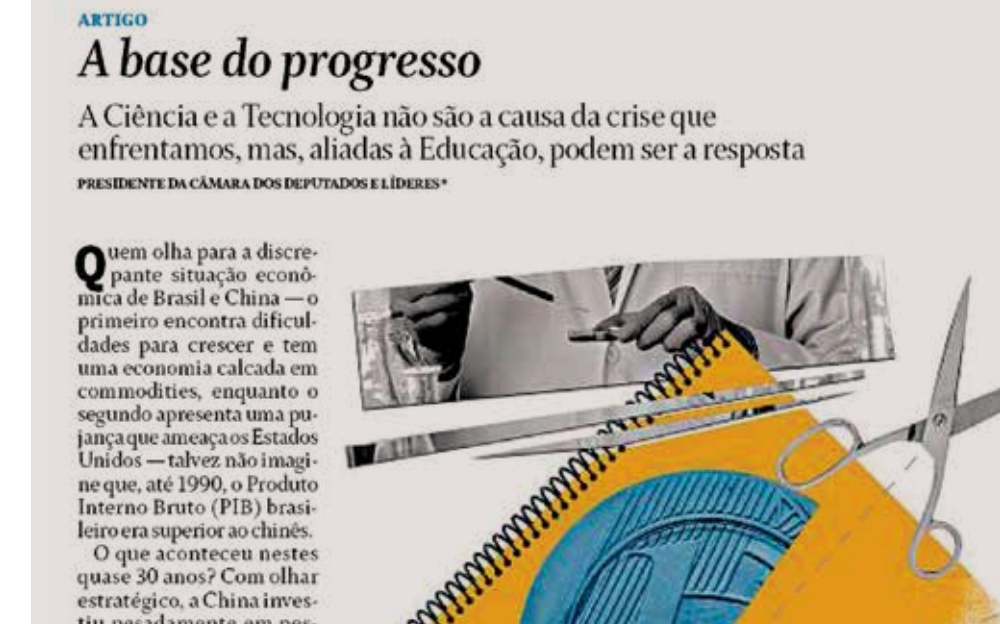 ARTIGO
A base do progresso
A Ciência e a Tecnologia não são a causa da crise que
enfrentamos, mas, aliadas à Educação, podem ser a resposta
PRESIDENTE DA CÂMARA DOS DEPUTADOS E LÍDERES*
Quem olha para a discre-
pante situação econô-
mica de Brasil e China — o
primeiro encontra dificul-
dades para crescer e tem
uma economia calcada em
commodities, enquanto o
segundo apresenta uma pu-
jança que ameaça os Estados
Unidos — talvez não imagi-
ne que, até 1990, o Produto
Interno Bruto (PIB) brasi-
leiro era superior ao chinês.
O que aconteceu nestes
quase 30 anos? Com olhar
estratégico, a China inves-
tiu pesadamente em pes-